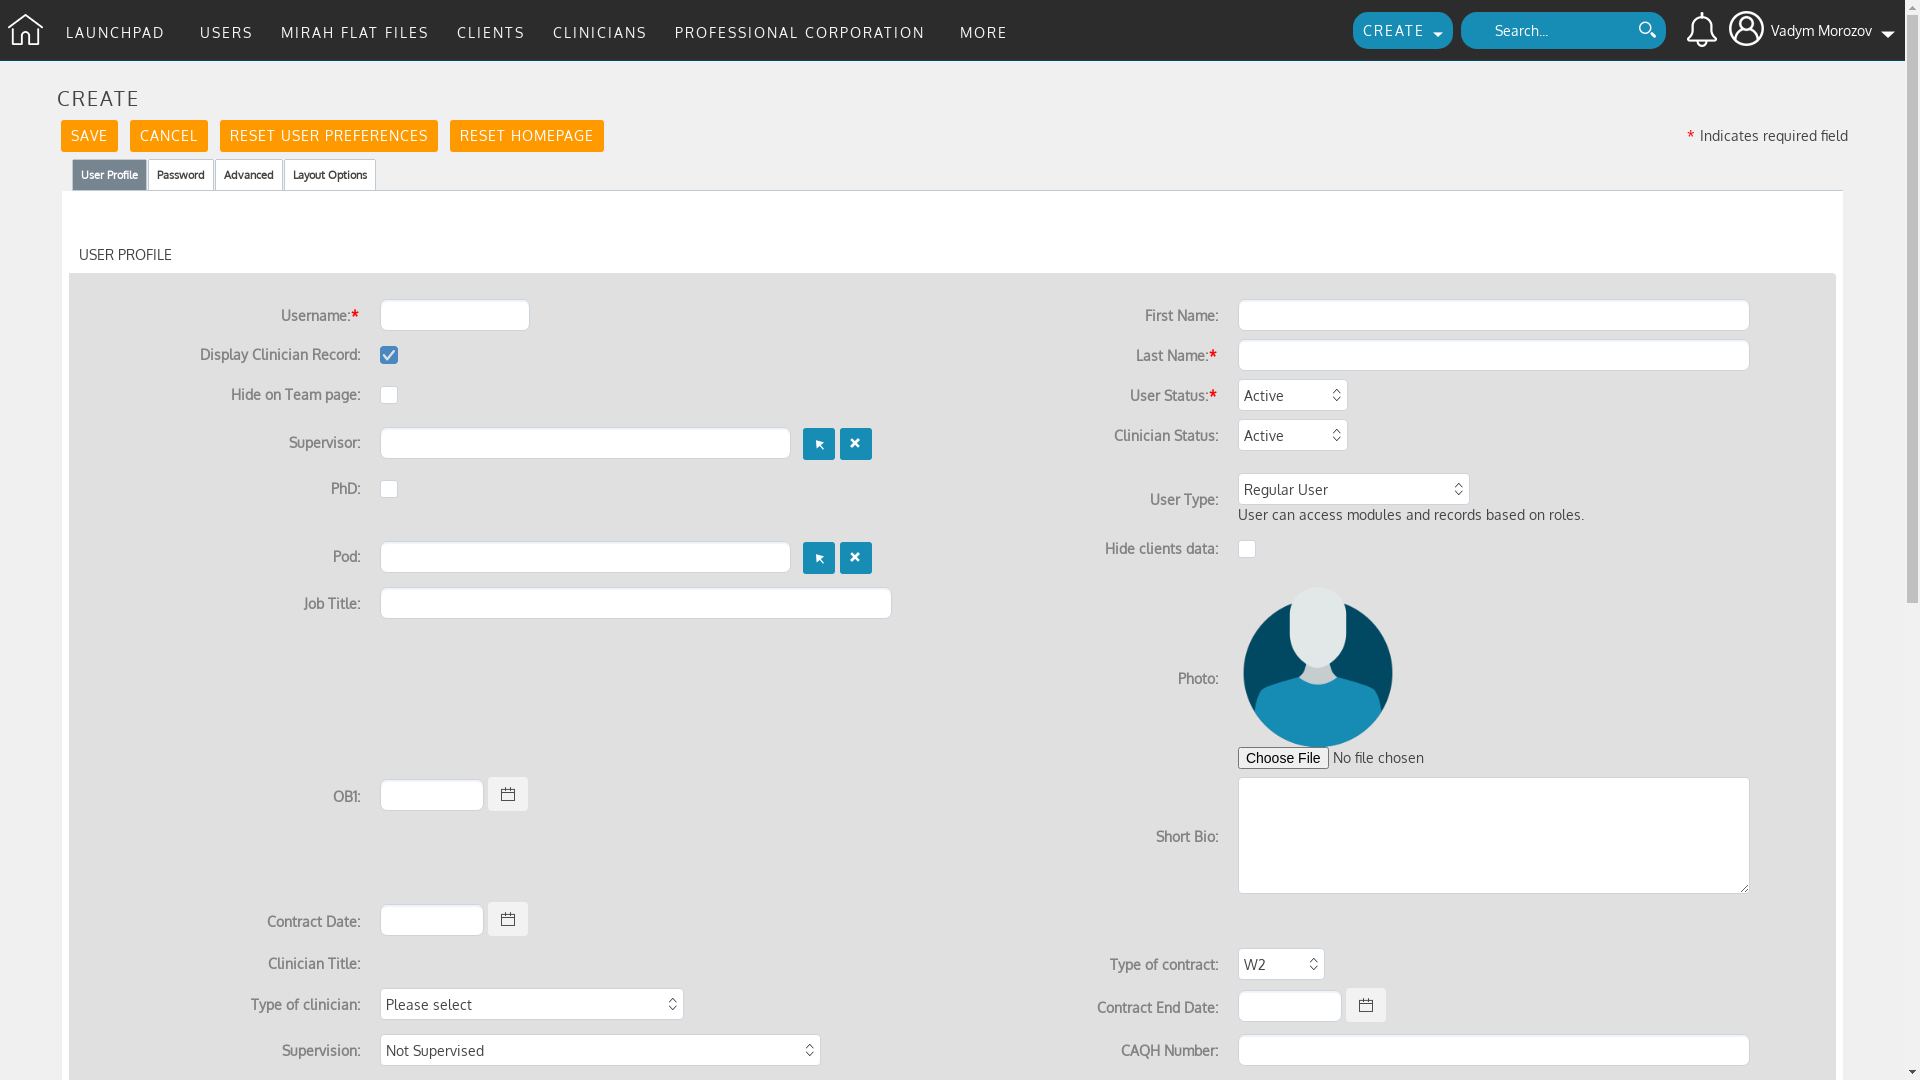 LAUNCHPAD USERS MIRAH FLAT FILES CLIENTS CLINICIANS PROFESSIONAL CORPORATION MORE CREATE Search... Vadym Morozov
CREATE
SAVE CANCEL RESET USER PREFERENCES RESET HOMEPAGE * Indicates required field
User Profile Password Advanced Layout Options
USER PROFILE
Username:* First Name:
Display Clinician Record: Last Name:*
Hide on Team page: User Status:* Active
Supervisor: Clinician Status: Active
PhD: User Type: Regular User
User can access modules and records based on roles.
Pod: Hide clients data:
Job Title:
Photo:
Choose File No file chosen
OB1:
Short Bio:
Contract Date:
Clinician Title: Type of contract: W2
Type of clinician: Please select Contract End Date:
Supervision: Not Supervised CAQH Number: